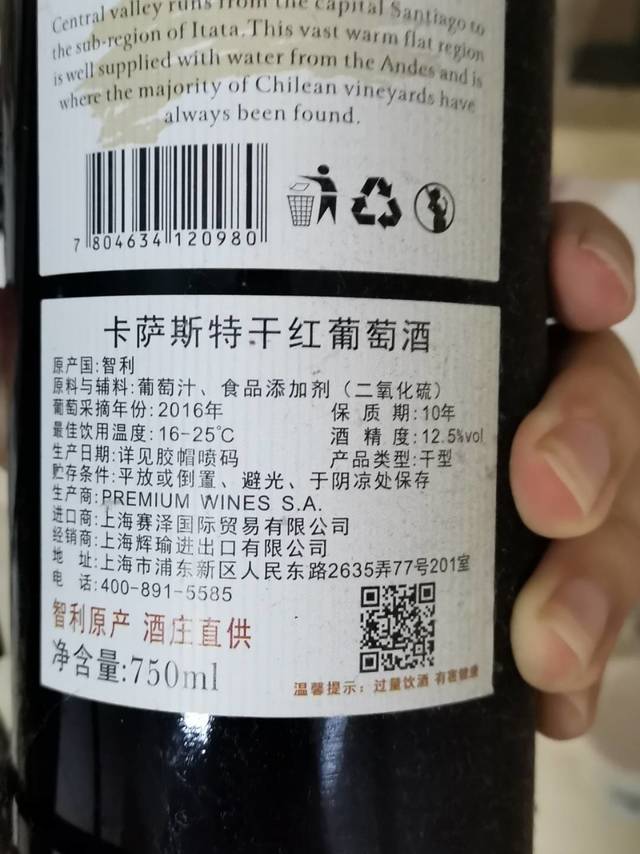 Central valley runs from the capital Santiago to
the sub-region of Itata. This vast warm flat region
is well supplied with water from the Andes and is
where the majority of Chilean vineyards have
always been found.
7 804634 120980
卡萨斯特干红葡萄酒
原产国:智利
原料与辅料:葡萄汁、食品添加剂（二氧化硫）
葡萄采摘年份:2016年 保 质 期:10年
最佳饮用温度:16-25℃ 酒 精 度:12.5%vol
生产日期:详见胶帽喷码 产品类型:干型
贮存条件:平放或倒置、避光、于阴凉处保存
生产商:PREMIUM WINES S.A.
进口商:上海赛泽国际贸易有限公司
经销商:上海辉瑜进出口有限公司
地 址:上海市浦东新区人民东路2635弄77号201室
电 话:400-891-5585
智利原产 酒庄直供
净含量:750ml
温馨提示：过量饮酒 有害健康